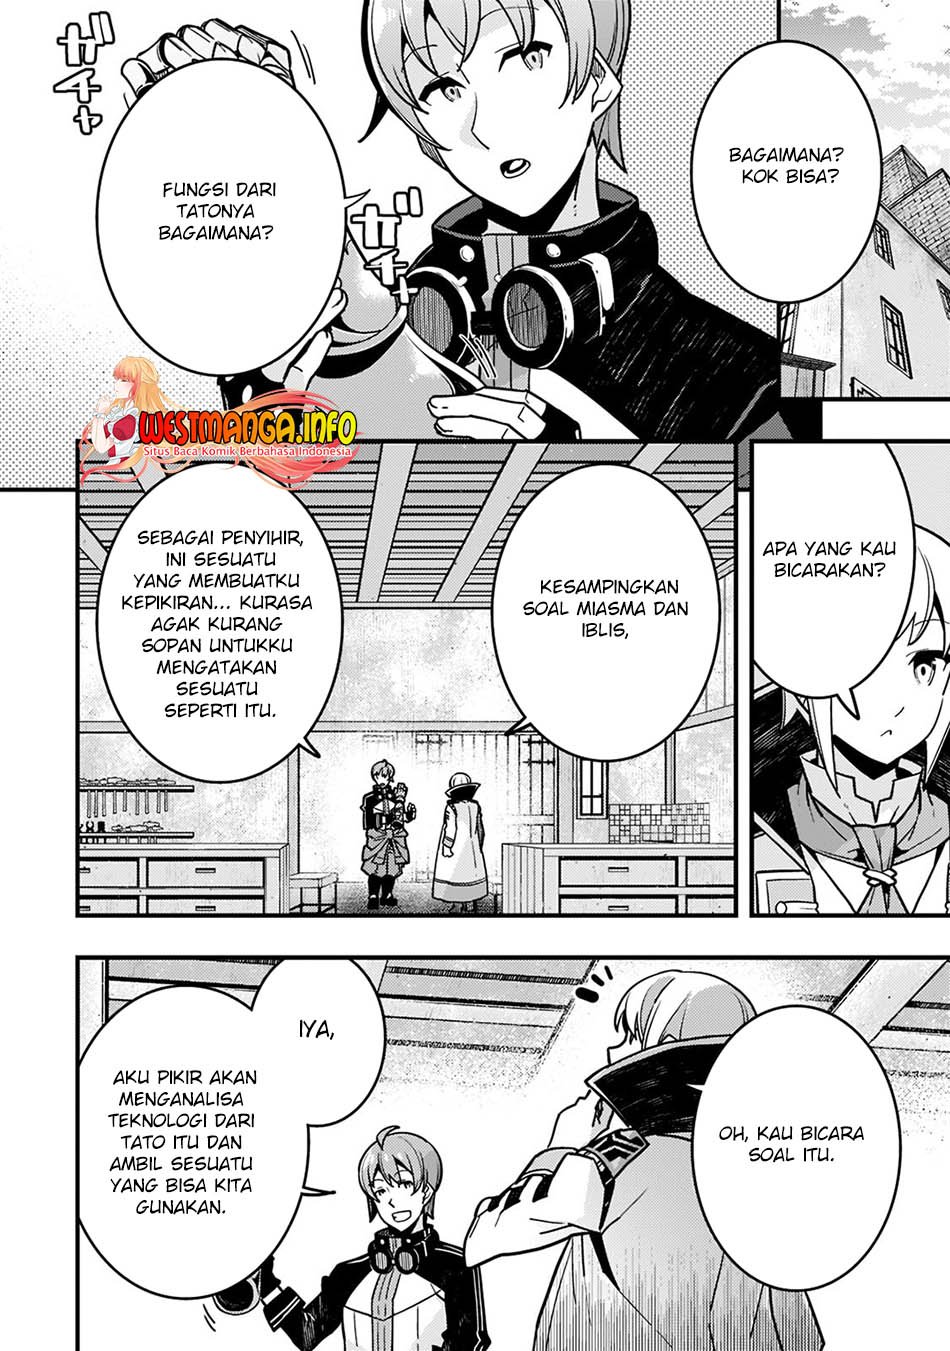 BAGAIMANA?
KOK BISA?
FUNGSI DARI
TATONYA
BAGAIMANA?
ガチャ
ガチャ
WESTMANGA.INFO
Situs Baca Komik Berbahasa Indonesia
APA YANG KAU
BICARAKAN?
KESAMPINGKAN
SOAL MIASMA DAN
IBLIS,
SEBAGAI PENYIHIR,
INI SESUATU
YANG MEMBUATKU
KEPIKIRAN... KURASA
AGAK KURANG
SOPAN UNTUKKU
MENGATAKAN
SESUATU
SEPERTI ITU.
OH, KAU BICARA
SOAL ITU.
IYA,
AKU PIKIR AKAN
MENGANALISA
TEKNOLOGI DARI
TATO ITU DAN
AMBIL SESUATU
YANG BISA KITA
GUNAKAN.